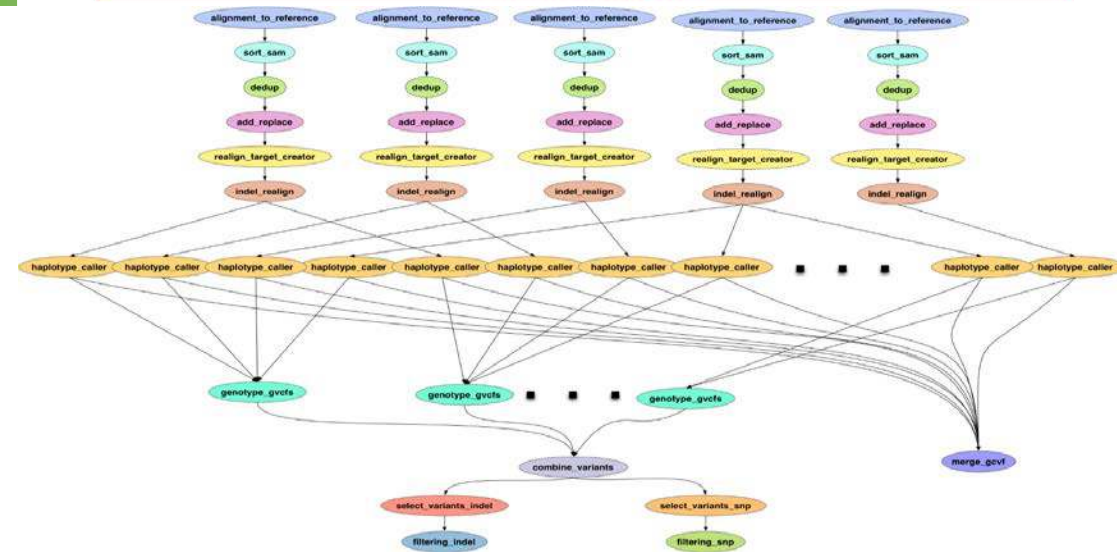 alignment_to_reference alignment_to_reference alignment_to_reference alignment_to_reference alignment_to_reference
sort_sam sort_sam sort_sam sort_sam sort_sam
dedup dedup dedup dedup dedup
add_replace add_replace add_replace add_replace add_replace
realign_target_creator realign_target_creator realign_target_creator realign_target_creator realign_target_creator
indel_realign indel_realign indel_realign indel_realign indel_realign
haplotype_caller haplotype_caller haplotype_caller haplotype_caller haplotype_caller haplotype_caller haplotype_caller haplotype_caller haplotype_caller haplotype_caller
genotype_gvcfs genotype_gvcfs genotype_gvcfs
combine_variants merge_gcvf
select_variants_indel select_variants_snp
filtering_indel filtering_snp